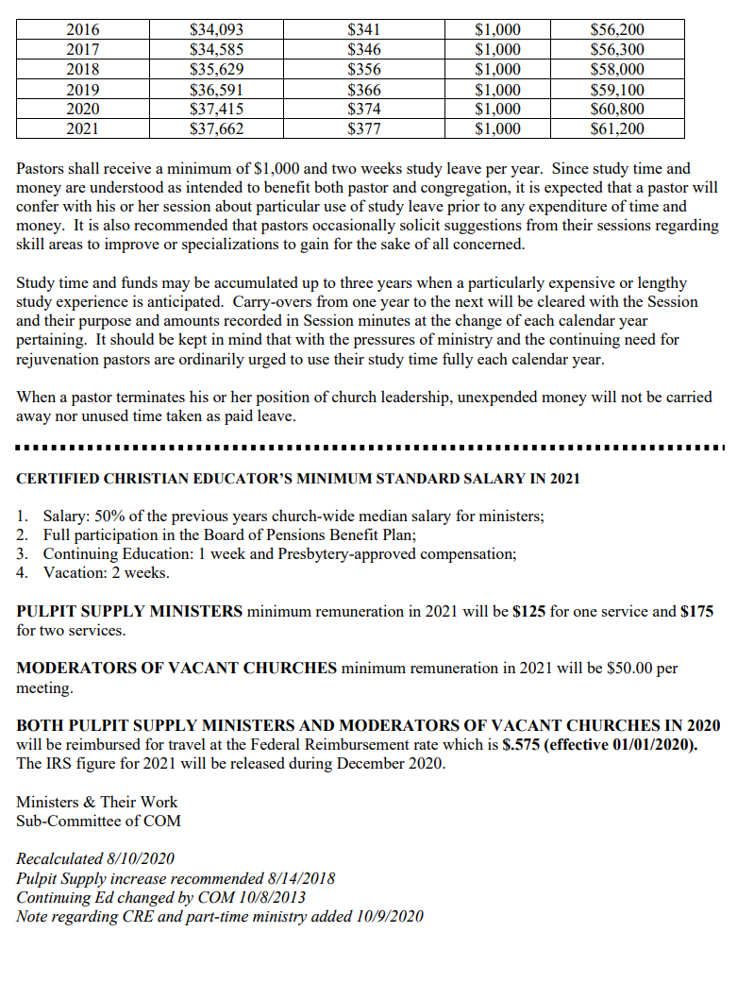 2016 $34,093 $341 $1,000 $56,200
2017 $34,585 $346 $1,000 $56,300
2018 $35,629 $356 $1,000 $58,000
2019 $36,591 $366 $1,000 $59,100
2020 $37,415 $374 $1,000 $60,800
2021 $37,662 $377 $1,000 $61,200
Pastors shall receive a minimum of $1,000 and two weeks study leave per year. Since study time and
money are understood as intended to benefit both pastor and congregation, it is expected that a pastor will
confer with his or her session about particular use of study leave prior to any expenditure of time and
money. It is also recommended that pastors occasionally solicit suggestions from their sessions regarding
skill areas to improve or specializations to gain for the sake of all concerned.
Study time and funds may be accumulated up to three years when a particularly expensive or lengthy
study experience is anticipated. Carry-overs from one year to the next will be cleared with the Session
and their purpose and amounts recorded in Session minutes at the change of each calendar year
pertaining. It should be kept in mind that with the pressures of ministry and the continuing need for
rejuvenation pastors are ordinarily urged to use their study time fully each calendar year.
When a pastor terminates his or her position of church leadership, unexpended money will not be carried
away nor unused time taken as paid leave.
CERTIFIED CHRISTIAN EDUCATOR'S MINIMUM STANDARD SALARY IN 2021
1. Salary: 50% of the previous years church-wide median salary for ministers;
2. Full participation in the Board of Pensions Benefit Plan;
3. Continuing Education: 1 week and Presbytery-approved compensation;
4. Vacation: 2 weeks.
PULPIT SUPPLY MINISTERS minimum remuneration in 2021 will be $125 for one service and $175
for two services.
MODERATORS OF VACANT CHURCHES minimum remuneration in 2021 will be $50.00 per
meeting.
BOTH PULPIT SUPPLY MINISTERS AND MODERATORS OF VACANT CHURCHES IN 2020
will be reimbursed for travel at the Federal Reimbursement rate which is $.575 (effective 01/01/2020).
The IRS figure for 2021 will be released during December 2020.
Ministers & Their Work
Sub-Committee of COM
Recalculated 8/10/2020
Pulpit Supply increase recommended 8/14/2018
Continuing Ed changed by COM 10/8/2013
Note regarding CRE and part-time ministry added 10/9/2020